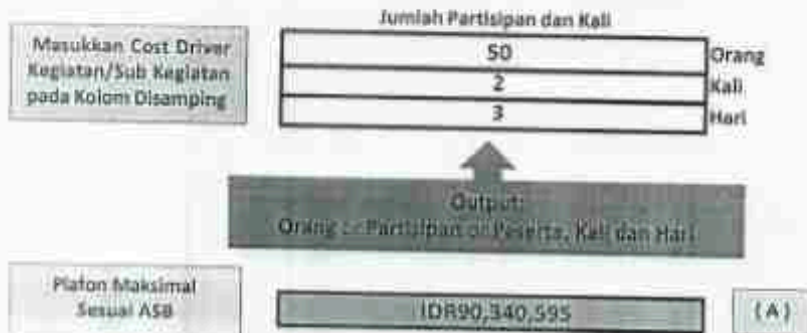 Jumlah Partisipan dan Kali
Masukkan Cost Driver
Kegiatan/Sub Kegiatan
pada Kolom Disamping
50 Orang
2 Kali
3 Hari
Output:
Orang Partisipan Peserta, Kali dan Hari
Plafon Maksimal
Sesuai ASB
IDR90,340,595
(A)